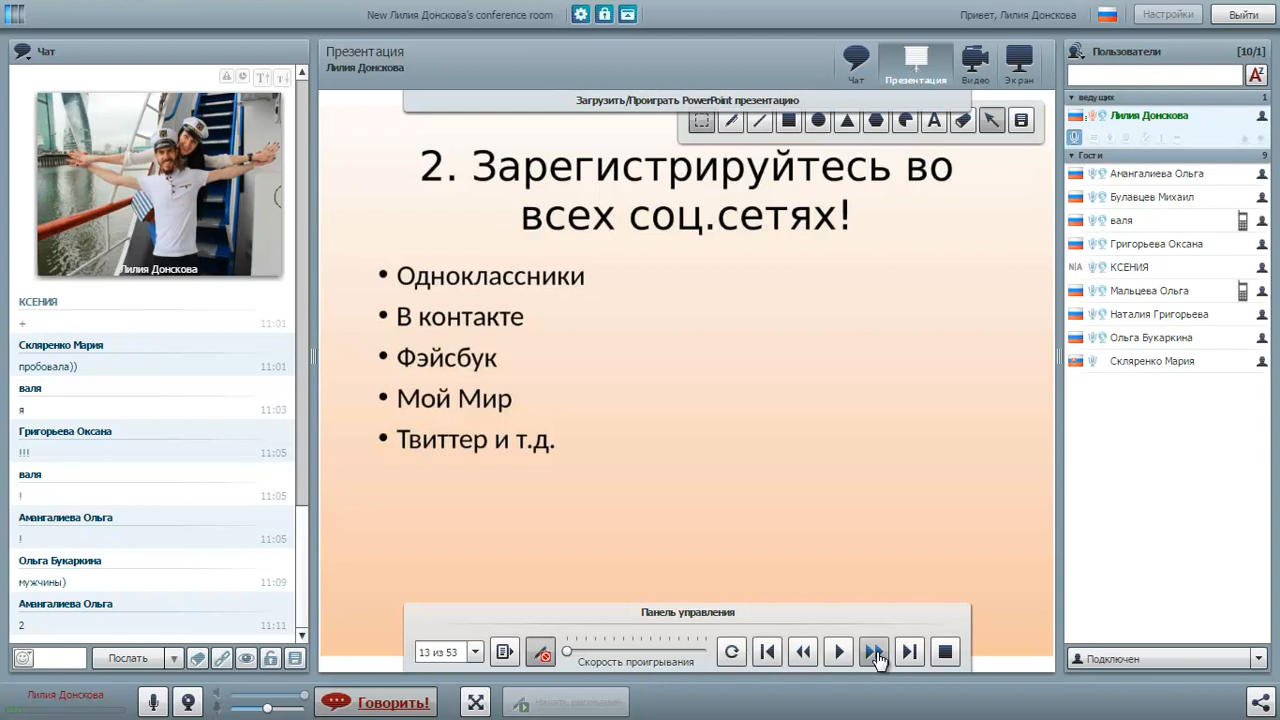 New Лилия Донскова's conference room
Привет, Лилия Донскова
Настройки
Выйти
Чат
Лилия Донскова
КСЕНИЯ
+ 11:01
Скляренко Мария
пробовала)) 11:01
валя
я 11:03
Григорьева Оксана
!!! 11:05
валя
! 11:05
Амангалиева Ольга
! 11:05
Ольга Букаркина
мужчины) 11:09
Амангалиева Ольга
2 11:11
Послать
Презентация
Лилия Донскова
Чат
Презентация
Видео
Экран
Загрузить/Проиграть PowerPoint презентацию
2. Зарегистрируйтесь во
всех соц.сетях!
• Одноклассники
• В контакте
• Фэйсбук
• Мой Мир
• Твиттер и т.д.
Панель управления
13 из 53
Скорость проигрывания
Пользователи [10/1]
ведущих 1
Лилия Донскова
Гости 9
Амангалиева Ольга
Булавцев Михаил
валя
Григорьева Оксана
N/A КСЕНИЯ
Мальцева Ольга
Наталия Григорьева
Ольга Букаркина
Скляренко Мария
Подключен
Лилия Донскова
Говорить!
Начать рисование